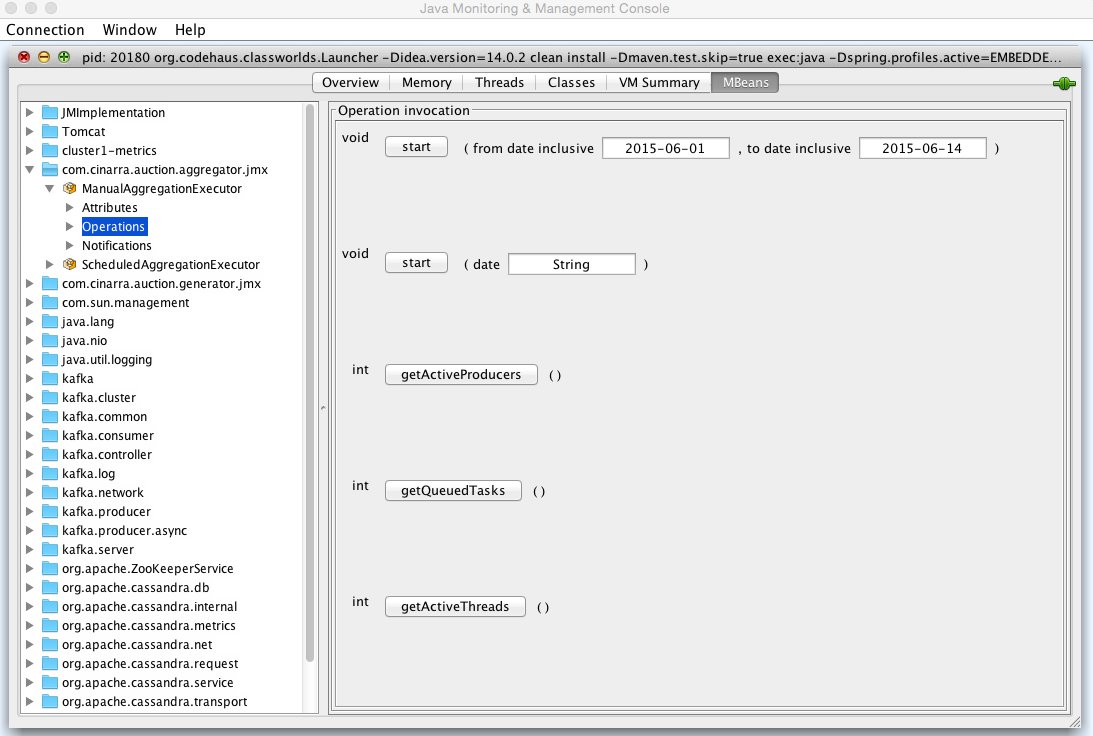 Java Monitoring & Management Console
Connection Window Help
pid: 20180 org.codehaus.classworlds.Launcher -Didea.version=14.0.2 clean install -Dmaven.test.skip=true exec:java -Dspring.profiles.active=EMBEDDE...
Overview Memory Threads Classes VM Summary MBeans
JMImplementation
Tomcat
cluster1-metrics
com.cinarra.auction.aggregator.jmx
ManualAggregationExecutor
Attributes
Operations
Notifications
ScheduledAggregationExecutor
com.cinarra.auction.generator.jmx
com.sun.management
java.lang
java.nio
java.util.logging
kafka
kafka.cluster
kafka.common
kafka.consumer
kafka.controller
kafka.log
kafka.network
kafka.producer
kafka.producer.async
kafka.server
org.apache.ZooKeeperService
org.apache.cassandra.db
org.apache.cassandra.internal
org.apache.cassandra.metrics
org.apache.cassandra.net
org.apache.cassandra.request
org.apache.cassandra.service
org.apache.cassandra.transport
Operation invocation
void start ( from date inclusive 2015-06-01 , to date inclusive 2015-06-14 )
void start ( date String )
int getActiveProducers ( )
int getQueuedTasks ( )
int getActiveThreads ( )